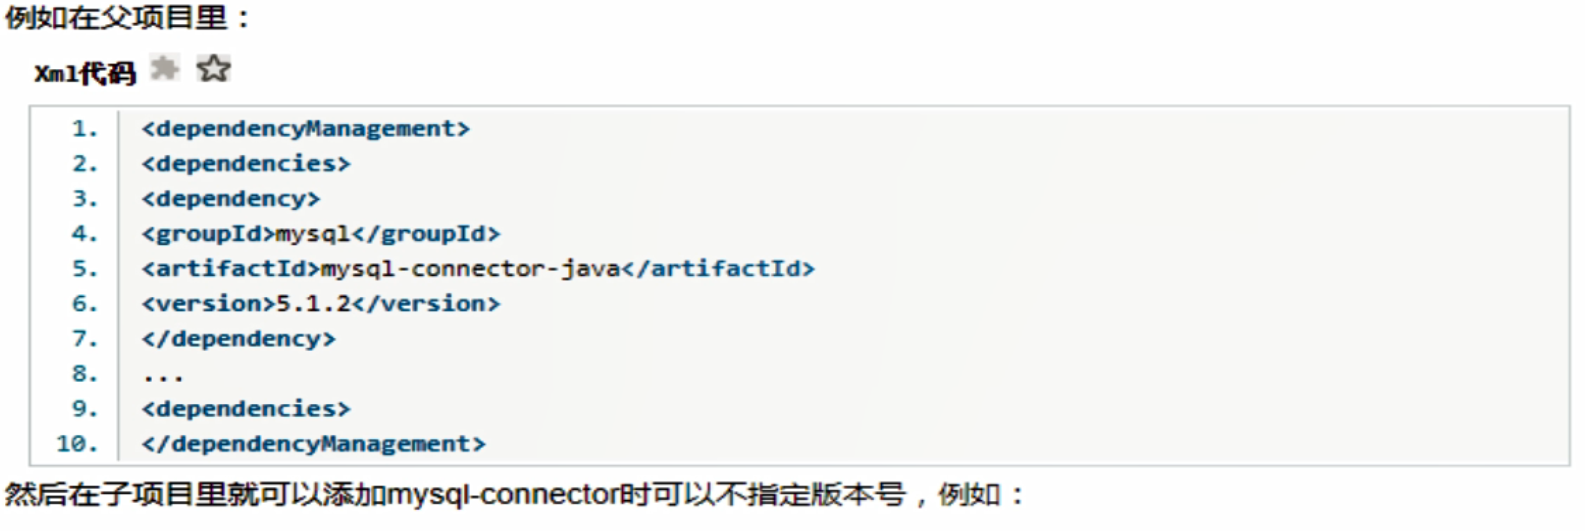 例如在父项目里：
Xml代码
1. <dependencyManagement>
2. <dependencies>
3. <dependency>
4. <groupId>mysql</groupId>
5. <artifactId>mysql-connector-java</artifactId>
6. <version>5.1.2</version>
7. </dependency>
8. ...
9. <dependencies>
10. </dependencyManagement>
然后在子项目里就可以添加mysql-connector时可以不指定版本号，例如：